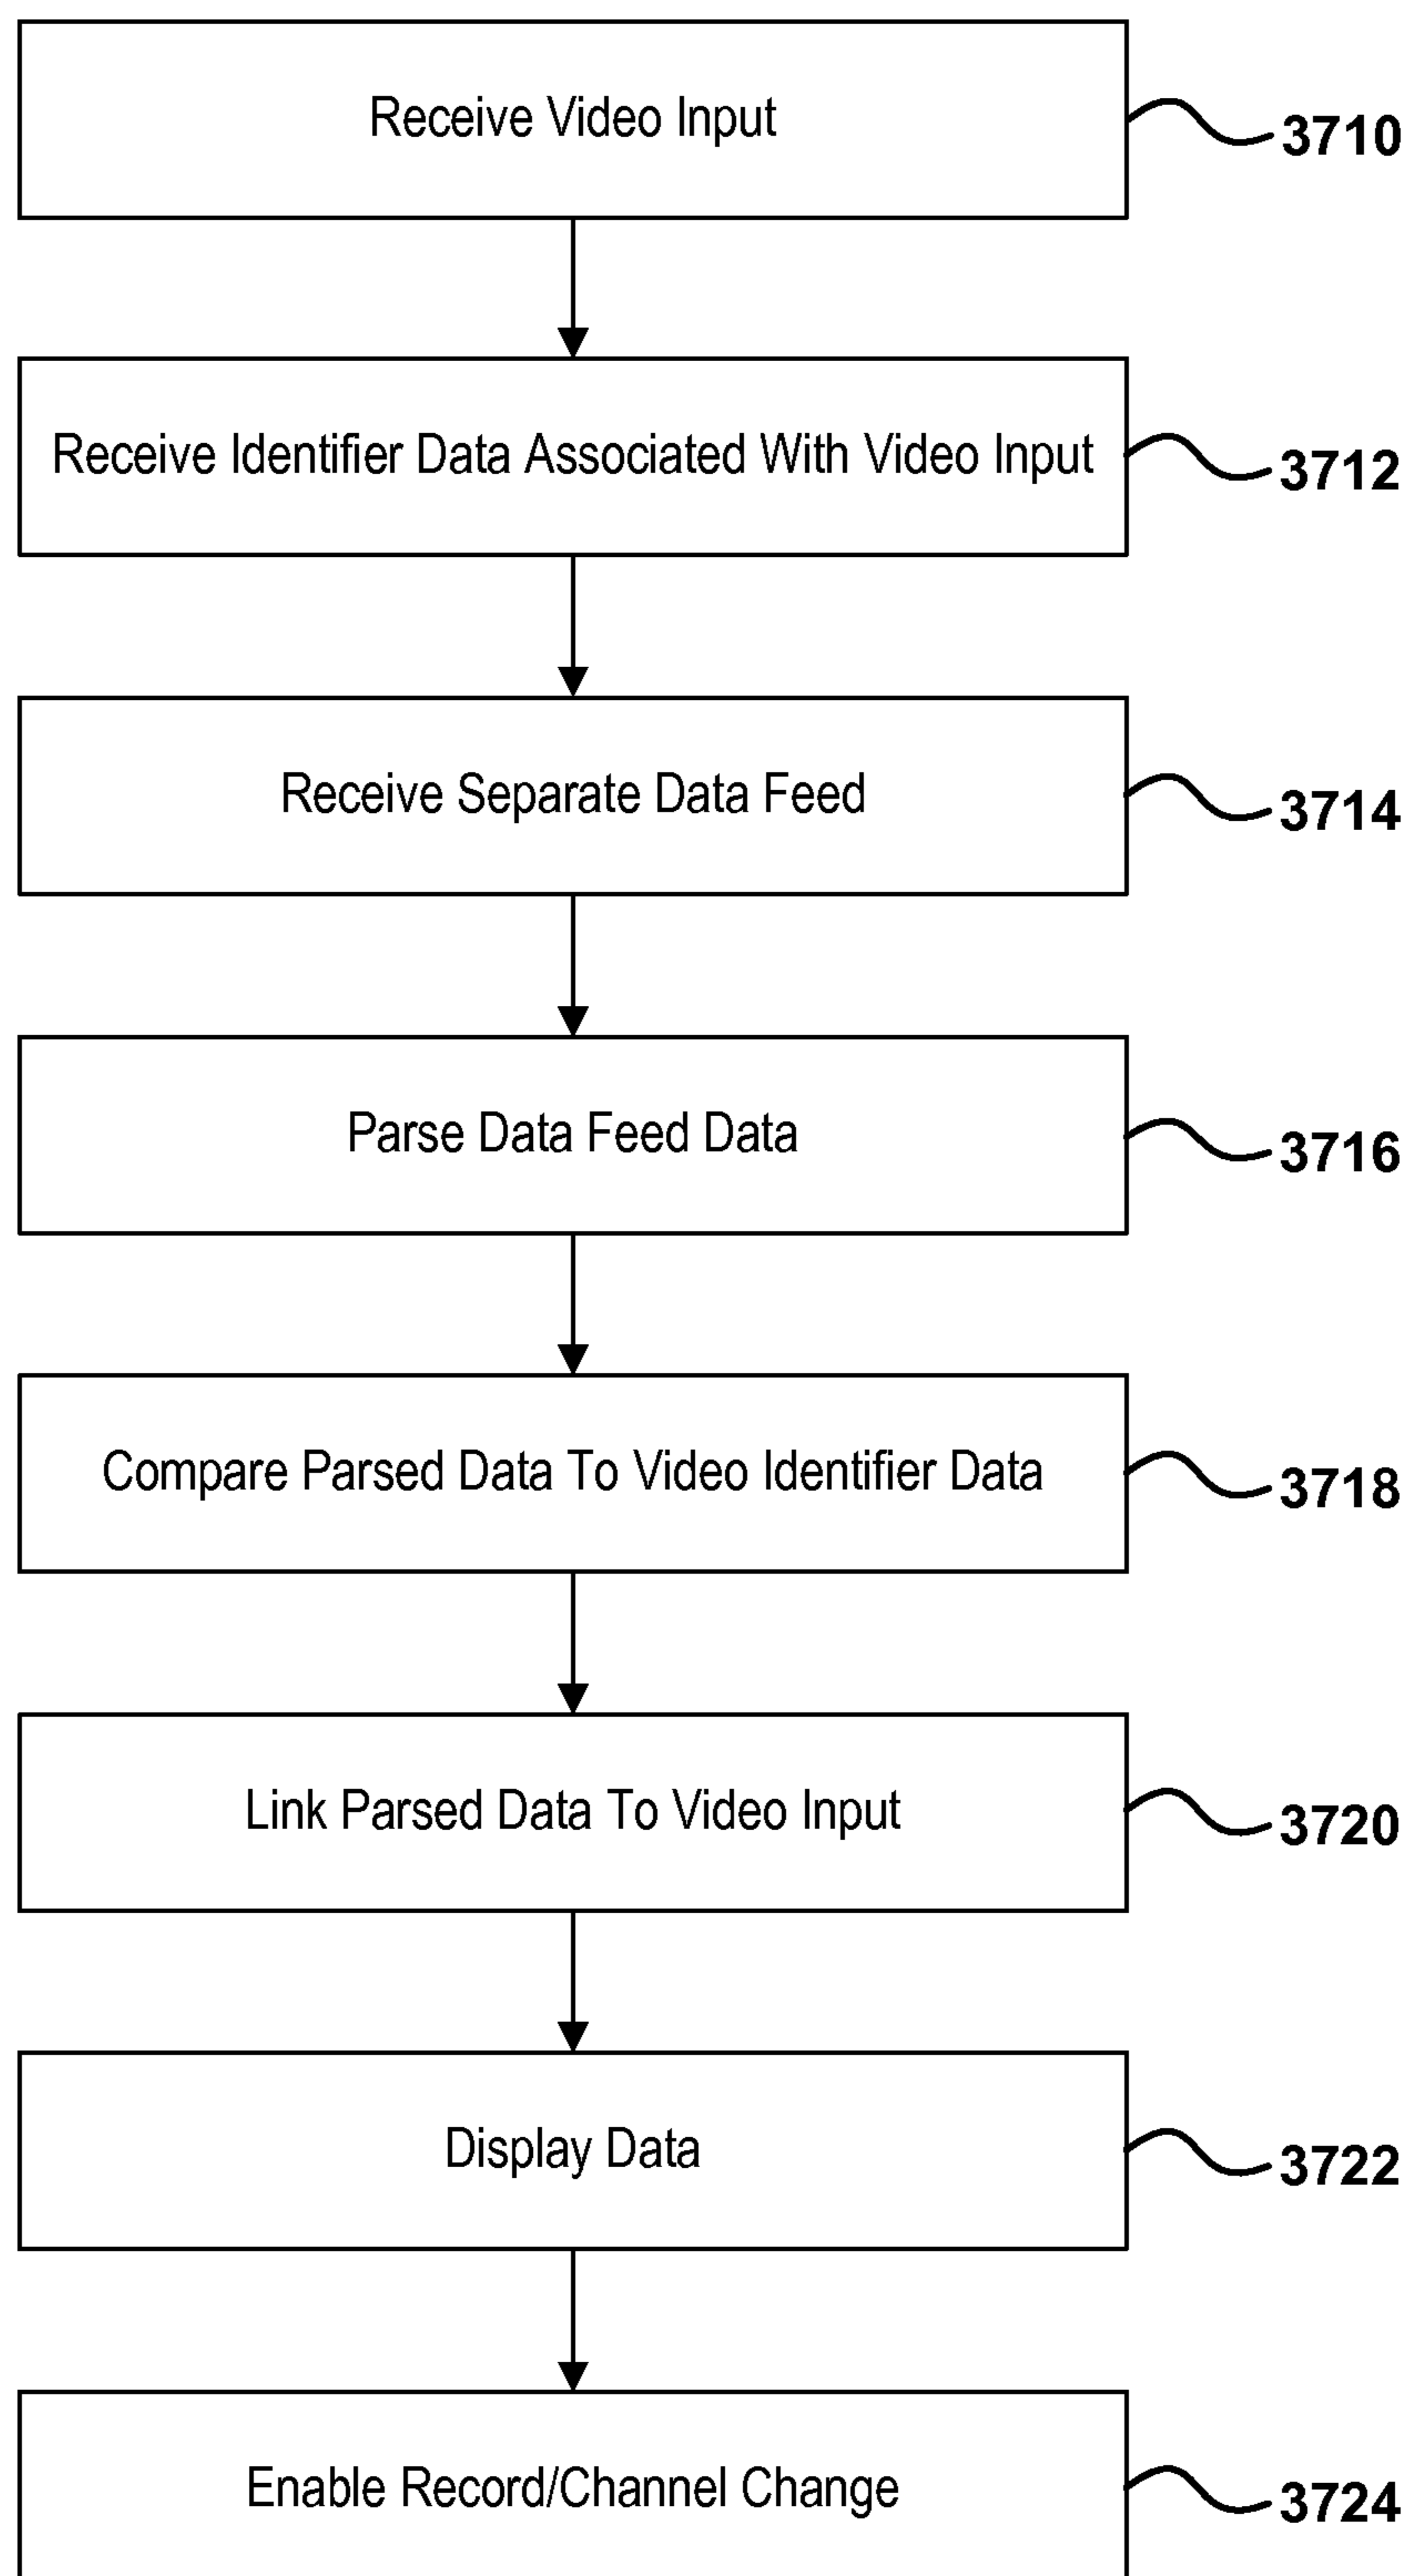 Receive Video Input
3710
Receive Identifier Data Associated With Video Input
3712
Receive Separate Data Feed
3714
Parse Data Feed Data
3716
Compare Parsed Data To Video Identifier Data
3718
Link Parsed Data To Video Input
3720
Display Data
3722
Enable Record/Channel Change
3724